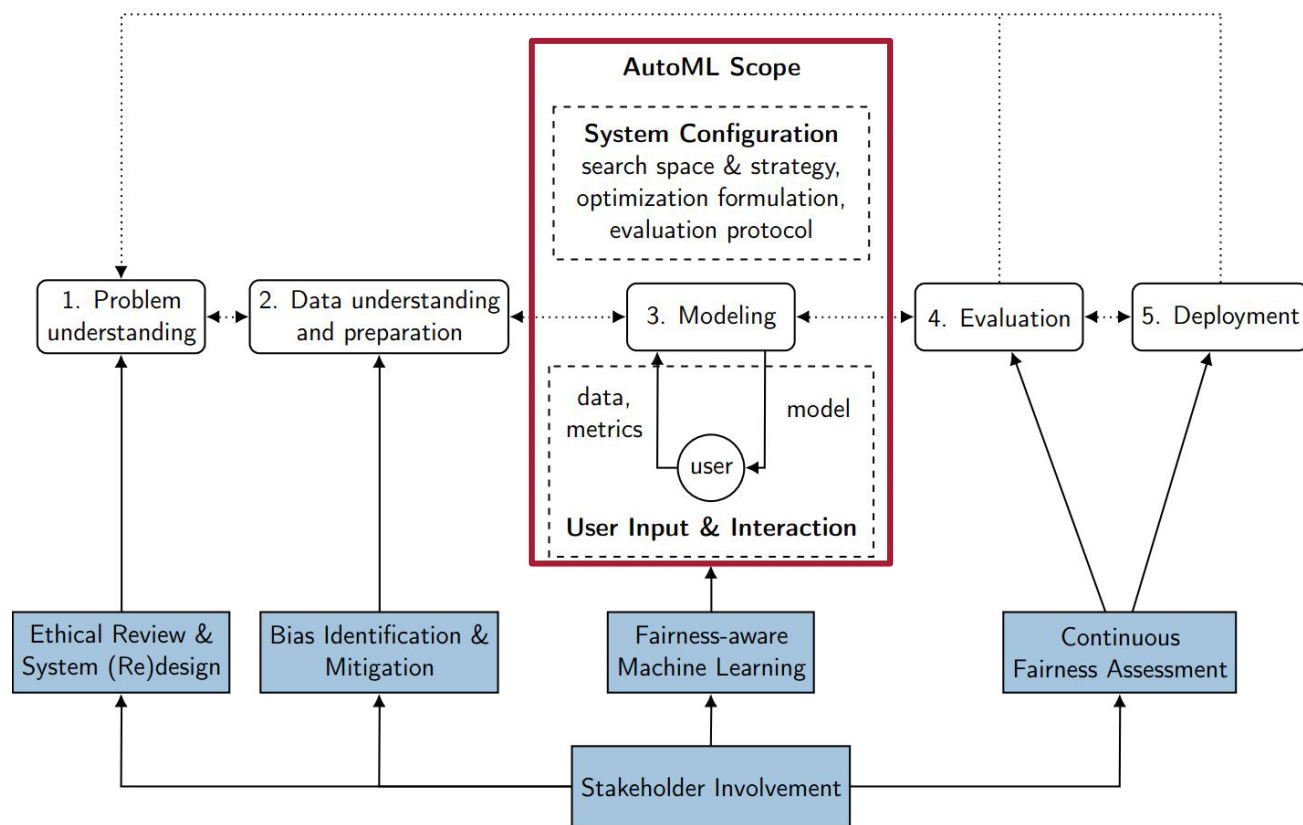 AutoML Scope
System Configuration
search space & strategy,
optimization formulation,
evaluation protocol
1. Problem
understanding
2. Data understanding
and preparation
3. Modeling
4. Evaluation
5. Deployment
data,
metrics
model
user
User Input & Interaction
Ethical Review &
System (Re)design
Bias Identification &
Mitigation
Fairness-aware
Machine Learning
Continuous
Fairness Assessment
Stakeholder Involvement